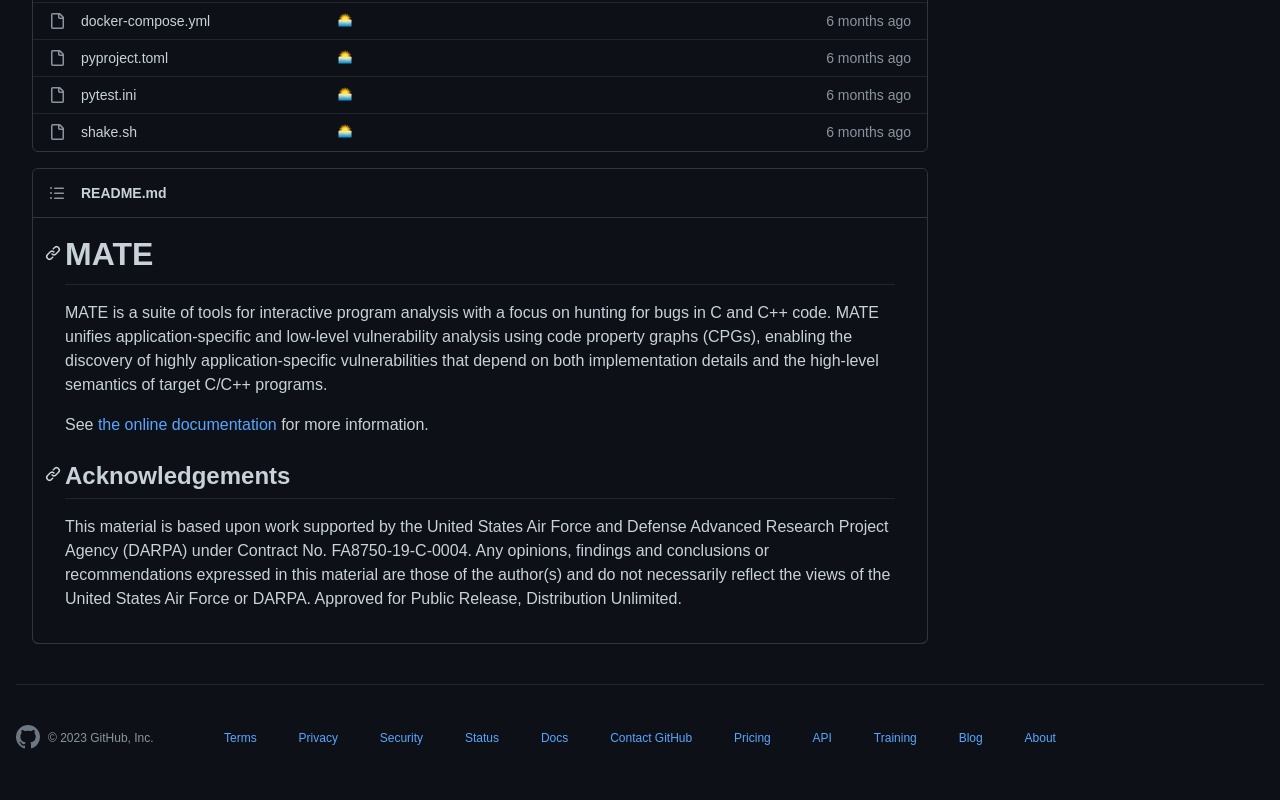 docker-compose.yml 🌅 6 months ago
pyproject.toml 🌅 6 months ago
pytest.ini 🌅 6 months ago
shake.sh 🌅 6 months ago
README.md
MATE
MATE is a suite of tools for interactive program analysis with a focus on hunting for bugs in C and C++ code. MATE
unifies application-specific and low-level vulnerability analysis using code property graphs (CPGs), enabling the
discovery of highly application-specific vulnerabilities that depend on both implementation details and the high-level
semantics of target C/C++ programs.
See the online documentation for more information.
Acknowledgements
This material is based upon work supported by the United States Air Force and Defense Advanced Research Project
Agency (DARPA) under Contract No. FA8750-19-C-0004. Any opinions, findings and conclusions or
recommendations expressed in this material are those of the author(s) and do not necessarily reflect the views of the
United States Air Force or DARPA. Approved for Public Release, Distribution Unlimited.
© 2023 GitHub, Inc. Terms Privacy Security Status Docs Contact GitHub Pricing API Training Blog About